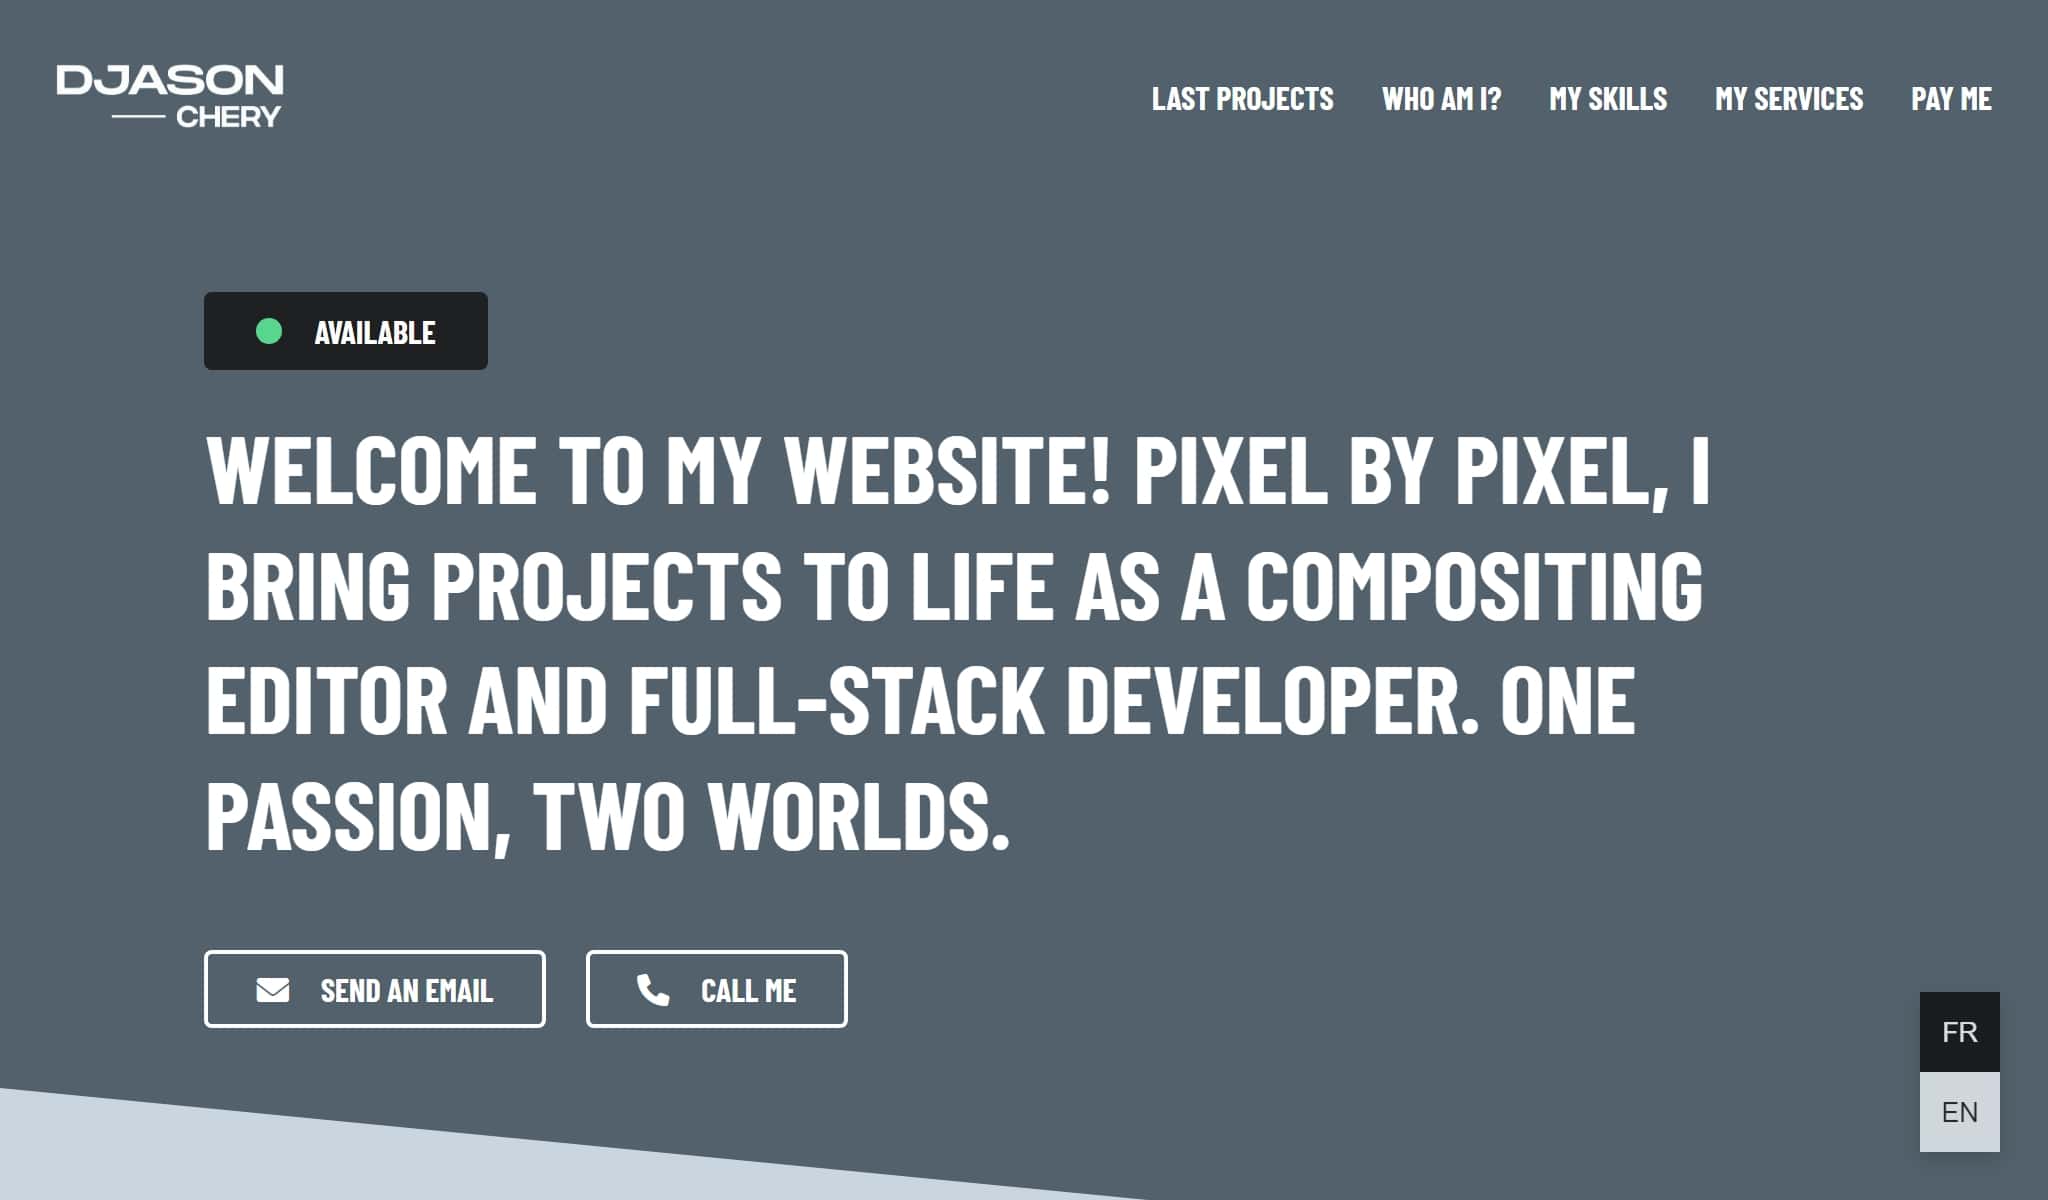 DJASON
CHERY
LAST PROJECTS
WHO AM I?
MY SKILLS
MY SERVICES
PAY ME
AVAILABLE
WELCOME TO MY WEBSITE! PIXEL BY PIXEL, I
BRING PROJECTS TO LIFE AS A COMPOSITING
EDITOR AND FULL-STACK DEVELOPER. ONE
PASSION, TWO WORLDS.
SEND AN EMAIL
CALL ME
FR
EN